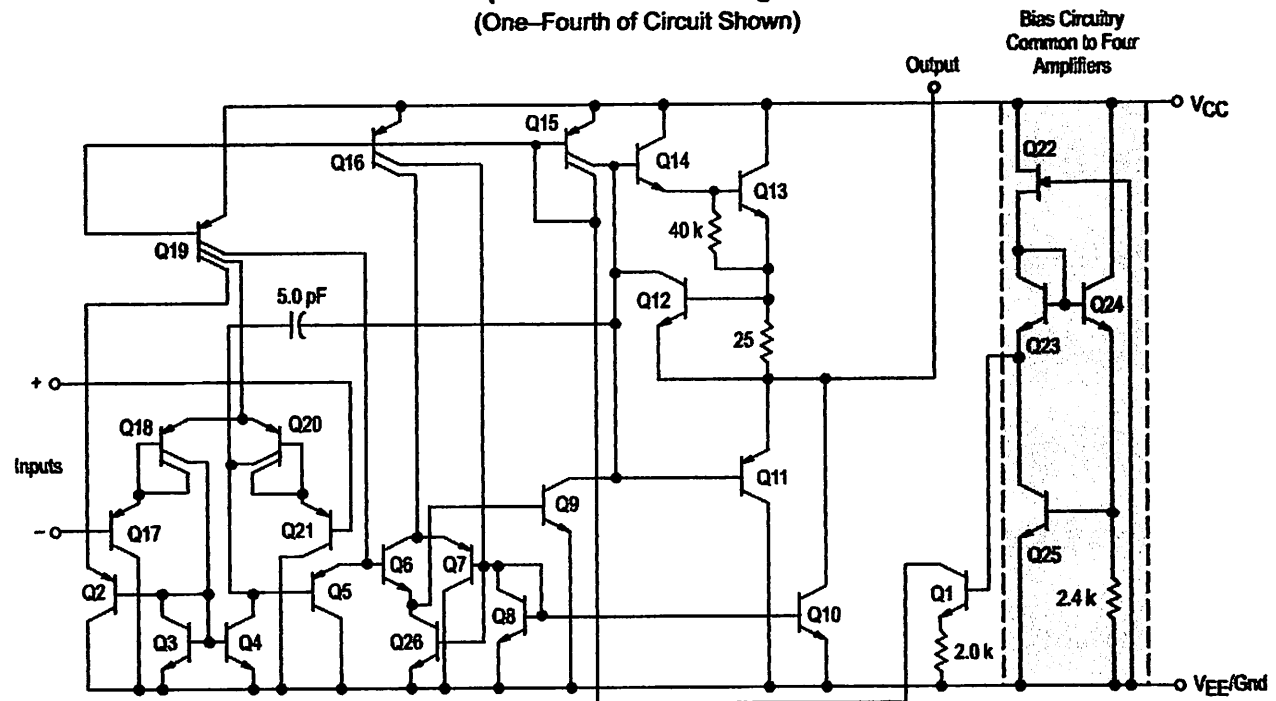 (One–Fourth of Circuit Shown)
Bias Circuitry
Common to Four
Amplifiers
Output
VCC
Q15
Q22
Q16
Q14
Q13
Q19
40 k
5.0 pF
Q12
Q24
25
Q23
+
Q18
Q20
Inputs
Q11
Q9
–
Q17
Q21
Q25
Q2
Q5
Q6
Q7
Q1
Q8
Q10
2.4 k
Q3
Q4
Q26
2.0 k
VEE/Gnd